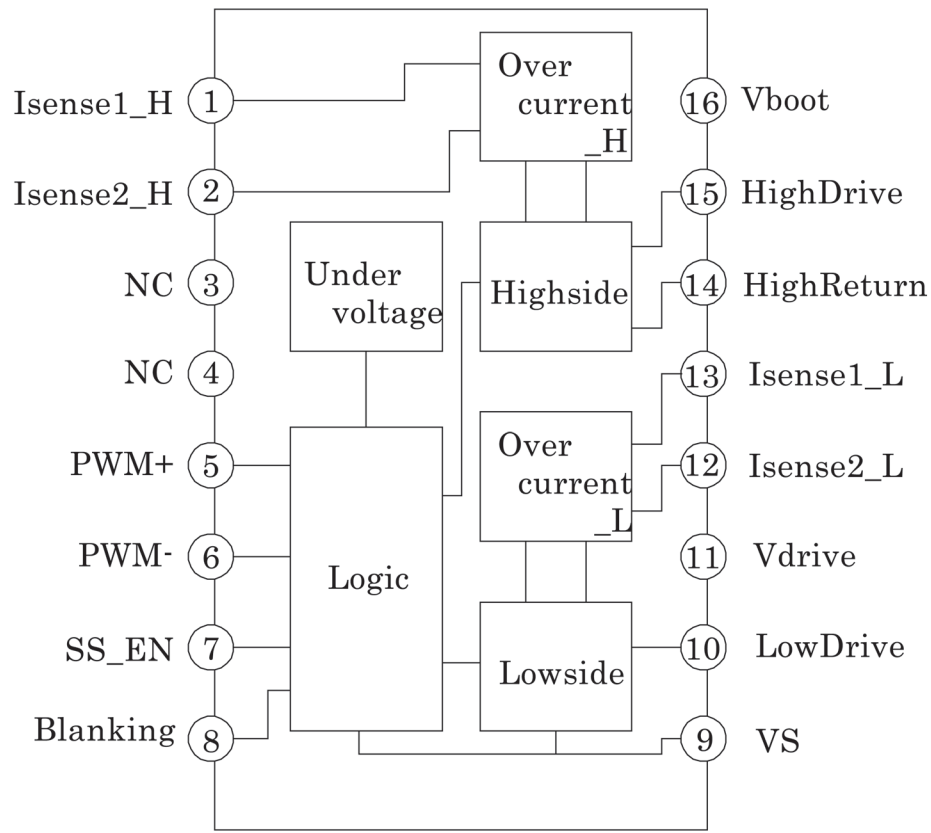 Isense1_H 1
Isense2_H 2
NC 3
NC 4
PWM+ 5
PWM- 6
SS_EN 7
Blanking 8
Over
current
_H
Under
voltage
Highside
Over
current
_L
Logic
Lowside
16 Vboot
15 HighDrive
14 HighReturn
13 Isense1_L
12 Isense2_L
11 Vdrive
10 LowDrive
9 VS